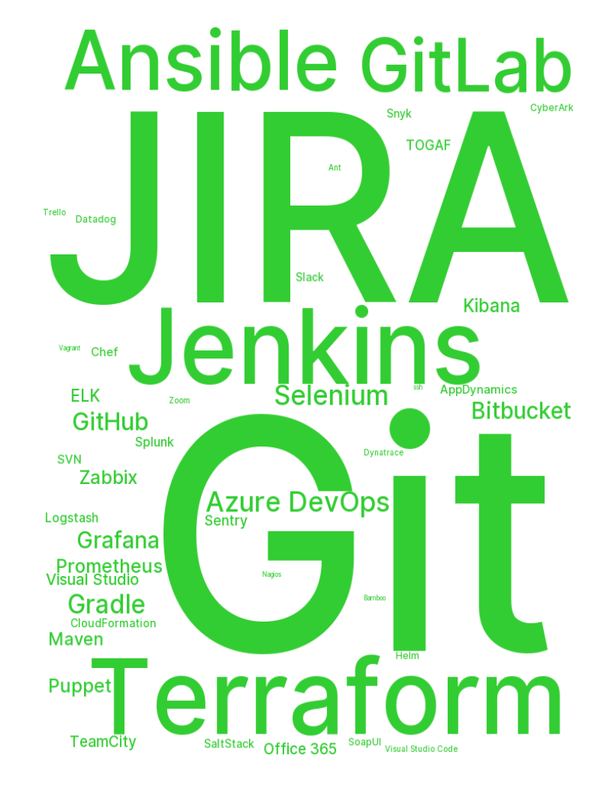 Ansible GitLab
CyberArk
Snyk
JIRA
TOGAF
Ant
Trello
Datadog
Slack
Kibana
Jenkins
Vagrant
Chef
ssh
AppDynamics
ELK
Selenium
Zoom
Bitbucket
GitHub
Splunk
Git
Dynatrace
SVN
Zabbix
Azure DevOps
Logstash
Sentry
Grafana
Prometheus
Nagios
Visual Studio
Bamboo
Gradle
CloudFormation
Maven
Helm
Terraform
Puppet
TeamCity
SaltStack
Office 365
SoapUI
Visual Studio Code